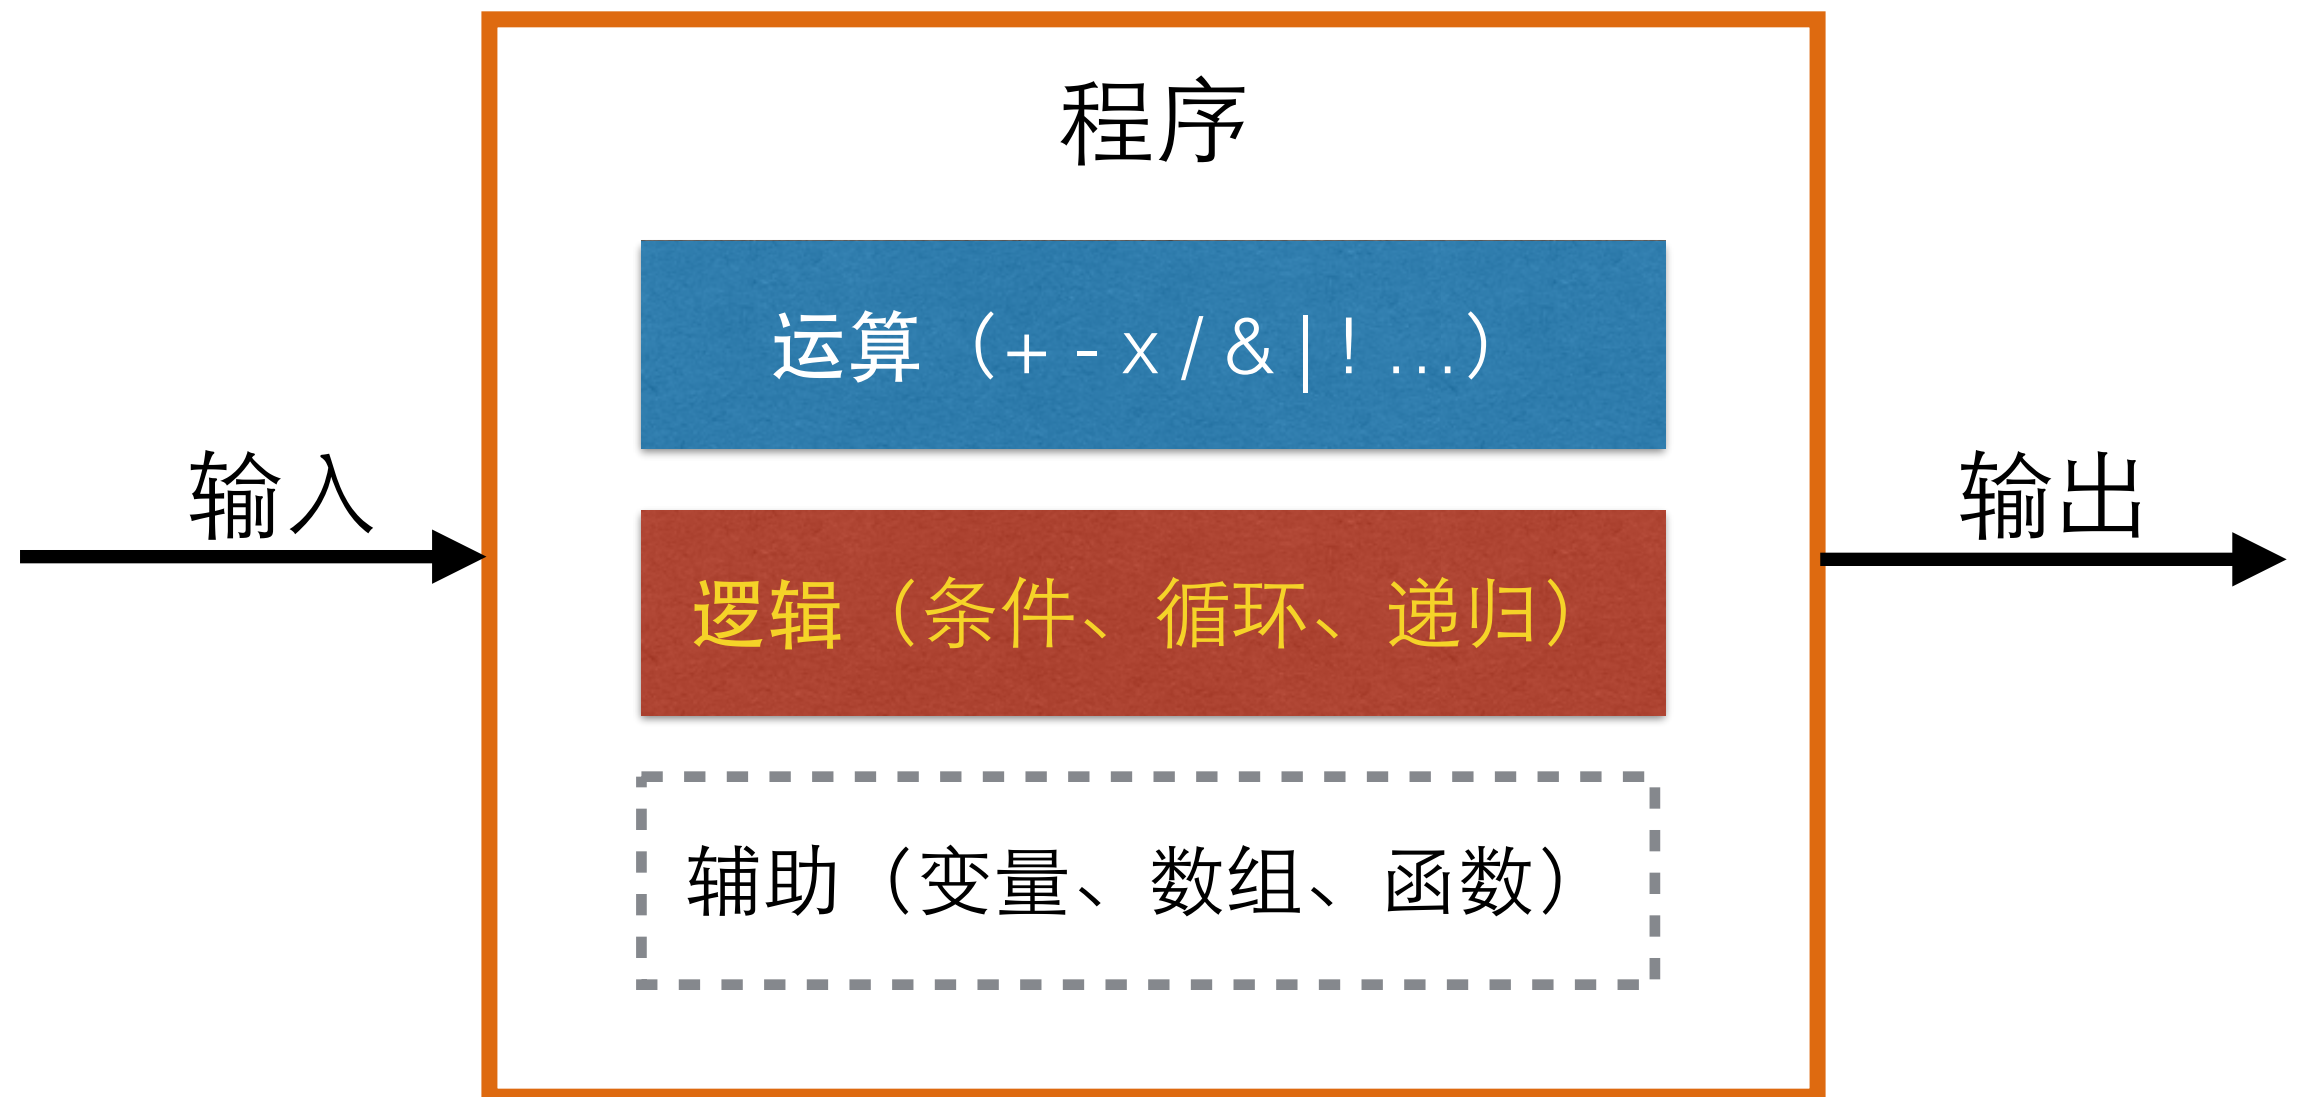 程序
运算（+ - x / & | ! ...）
输入
输出
逻辑（条件、循环、递归）
辅助（变量、数组、函数）